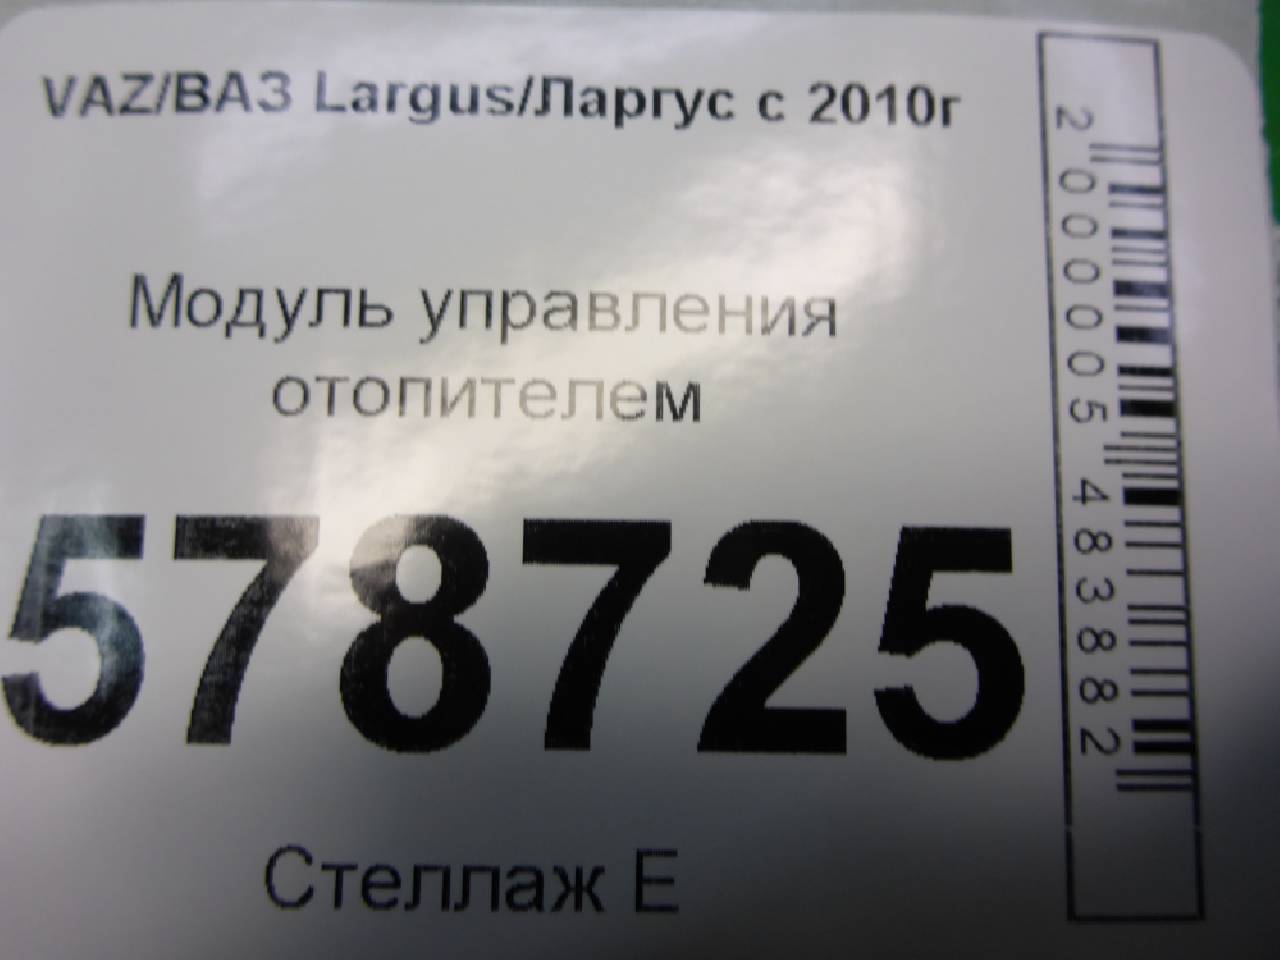 VAZ/ВАЗ Largus/Ларгус с 2010г
Модуль управления
отопителем
578725
Стеллаж Е
2000005483882